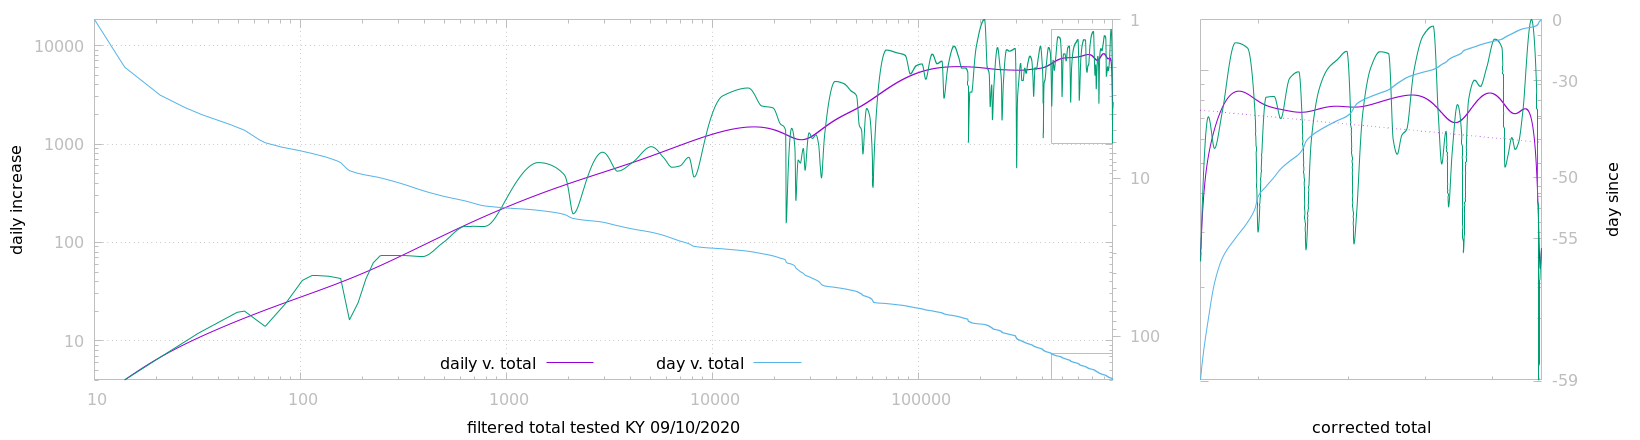 10000
1000
100
10
daily increase
10
100
1000
10000
100000
filtered total tested KY 09/10/2020
daily v. total
day v. total
1
10
100
0
-30
-50
-55
-59
day since
corrected total